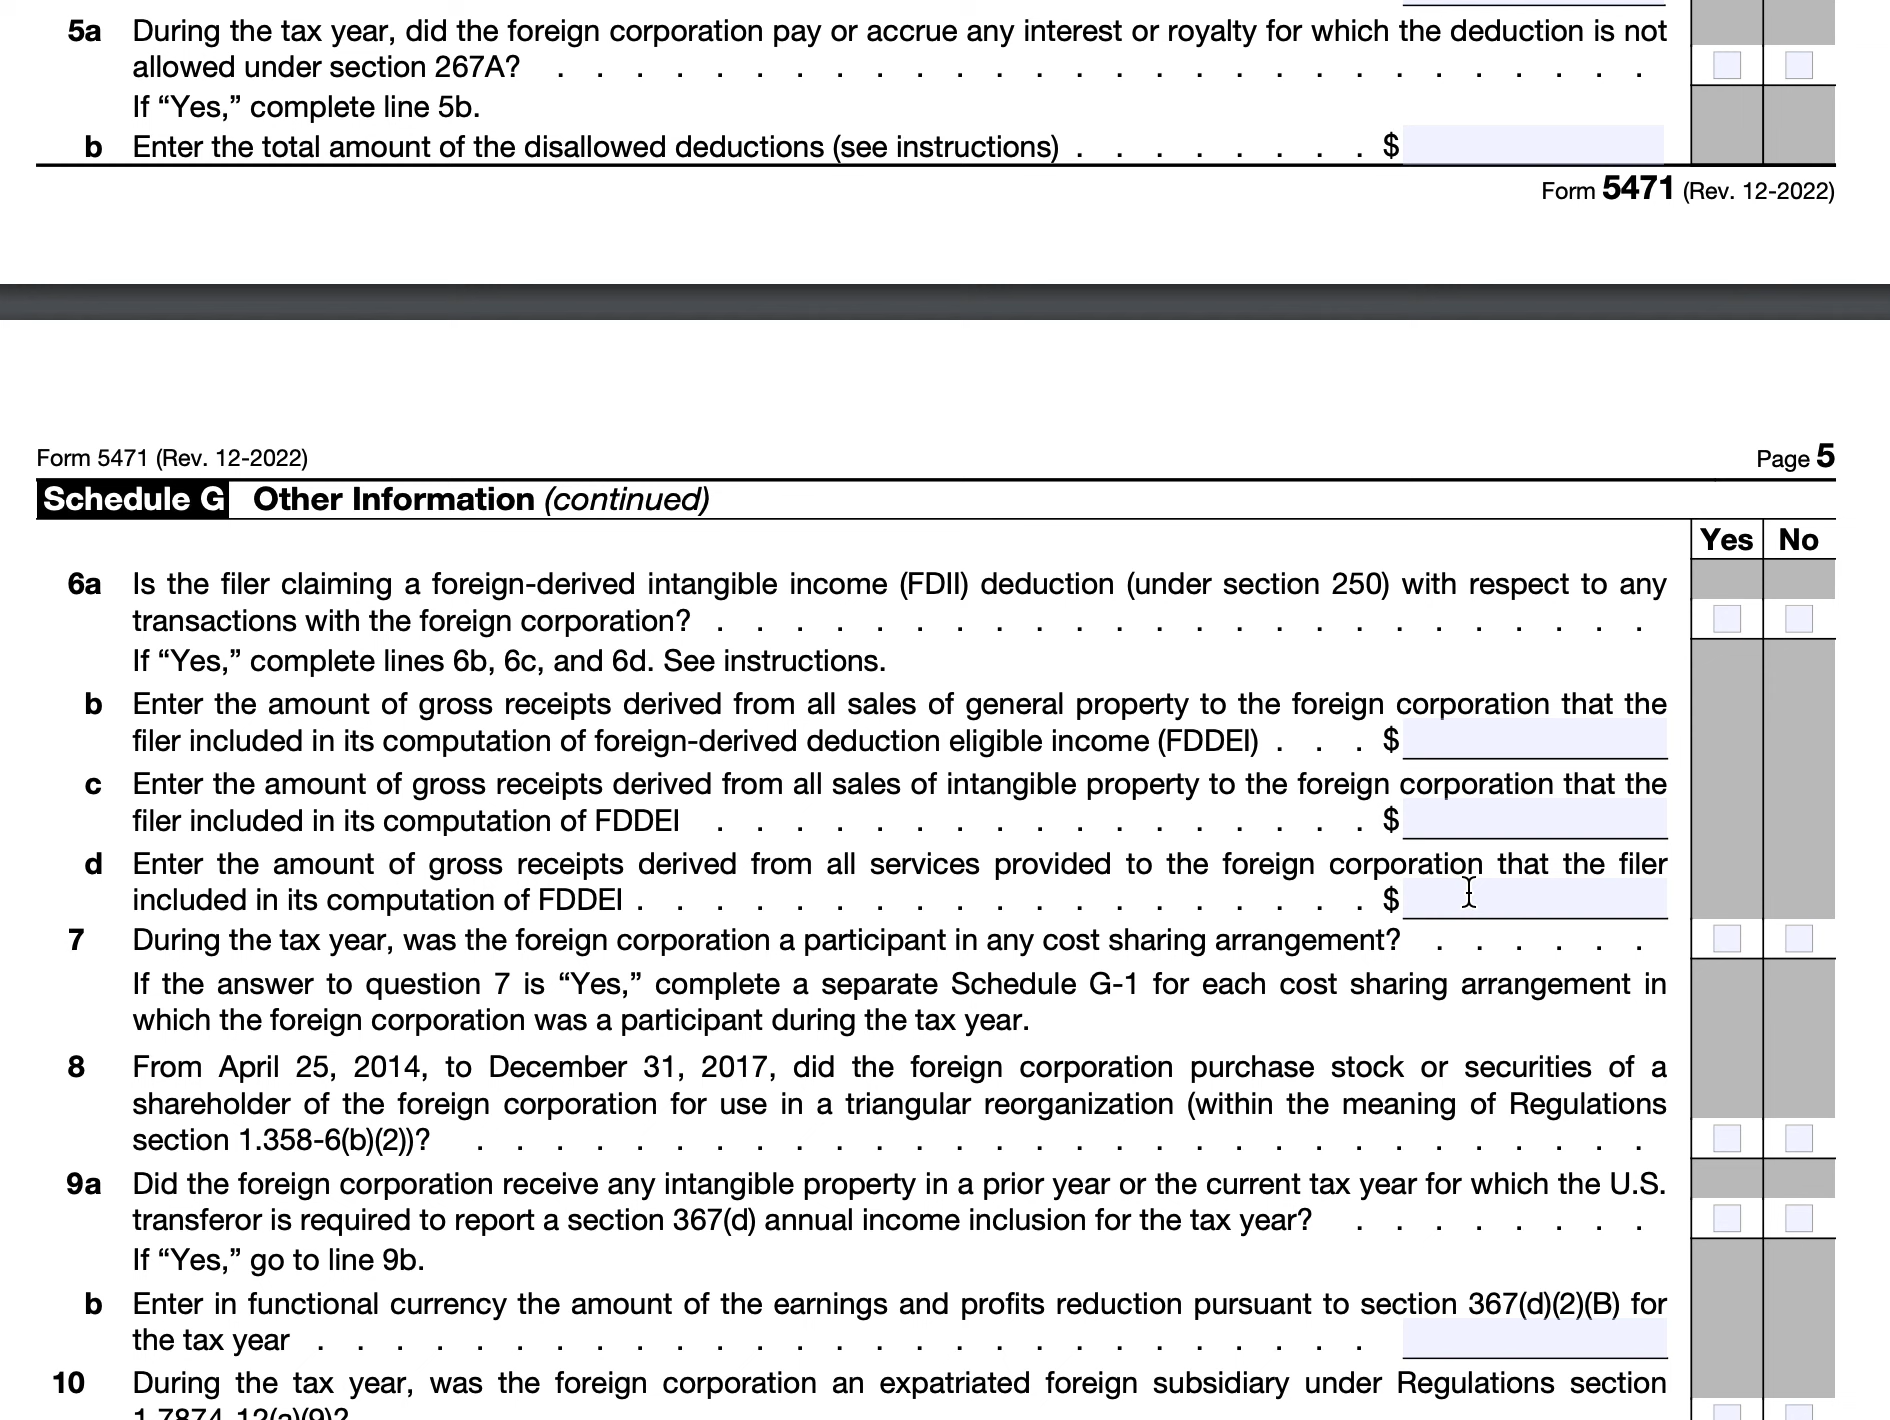 5a During the tax year, did the foreign corporation pay or accrue any interest or royalty for which the deduction is not
allowed under section 267A? . . . . . . . . . . . . . . . . . . . . . . . . . . . .
If “Yes,” complete line 5b.
b Enter the total amount of the disallowed deductions (see instructions) . . . . . . . . $
Form 5471 (Rev. 12-2022)
Form 5471 (Rev. 12-2022) Page 5
Schedule G Other Information (continued)
Yes No
6a Is the filer claiming a foreign-derived intangible income (FDII) deduction (under section 250) with respect to any
transactions with the foreign corporation? . . . . . . . . . . . . . . . . . . . . . . . .
If “Yes,” complete lines 6b, 6c, and 6d. See instructions.
b Enter the amount of gross receipts derived from all sales of general property to the foreign corporation that the
filer included in its computation of foreign-derived deduction eligible income (FDDEI) . . . $
c Enter the amount of gross receipts derived from all sales of intangible property to the foreign corporation that the
filer included in its computation of FDDEI . . . . . . . . . . . . . . . . . $
d Enter the amount of gross receipts derived from all services provided to the foreign corporation that the filer
included in its computation of FDDEI . . . . . . . . . . . . . . . . . . . $
7 During the tax year, was the foreign corporation a participant in any cost sharing arrangement? . . . . . .
If the answer to question 7 is “Yes,” complete a separate Schedule G-1 for each cost sharing arrangement in
which the foreign corporation was a participant during the tax year.
8 From April 25, 2014, to December 31, 2017, did the foreign corporation purchase stock or securities of a
shareholder of the foreign corporation for use in a triangular reorganization (within the meaning of Regulations
section 1.358-6(b)(2))? . . . . . . . . . . . . . . . . . . . . . . . . . . . . . .
9a Did the foreign corporation receive any intangible property in a prior year or the current tax year for which the U.S.
transferor is required to report a section 367(d) annual income inclusion for the tax year? . . . . . . . .
If “Yes,” go to line 9b.
b Enter in functional currency the amount of the earnings and profits reduction pursuant to section 367(d)(2)(B) for
the tax year . . . . . . . . . . . . . . . . . . . . . . . . . . .
10 During the tax year, was the foreign corporation an expatriated foreign subsidiary under Regulations section
1.7874-12(a)(9)?